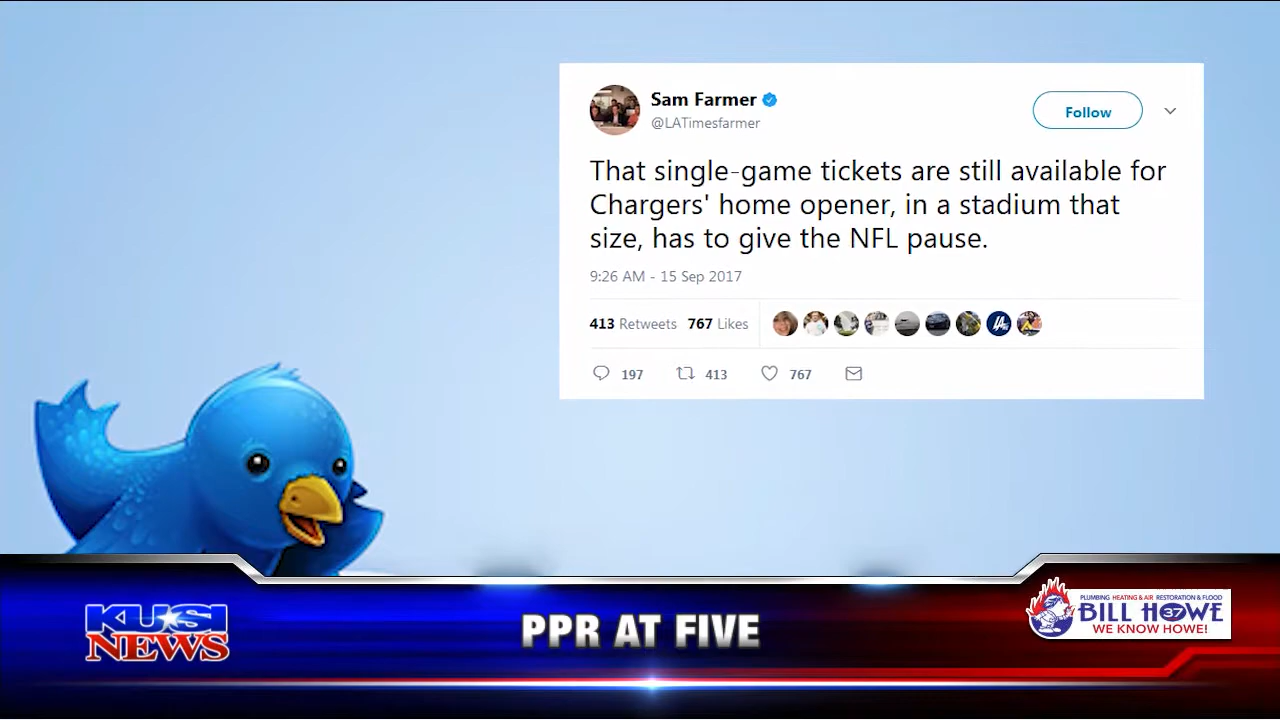 Sam Farmer
@LATimesfarmer
Follow
That single-game tickets are still available for
Chargers' home opener, in a stadium that
size, has to give the NFL pause.
9:26 AM - 15 Sep 2017
413 Retweets 767 Likes
LA
197 413 767
KUSI
NEWS
PPR AT FIVE
PLUMBING HEATING & AIR RESTORATION & FLOOD
BILL HOWE
37
WE KNOW HOWE!